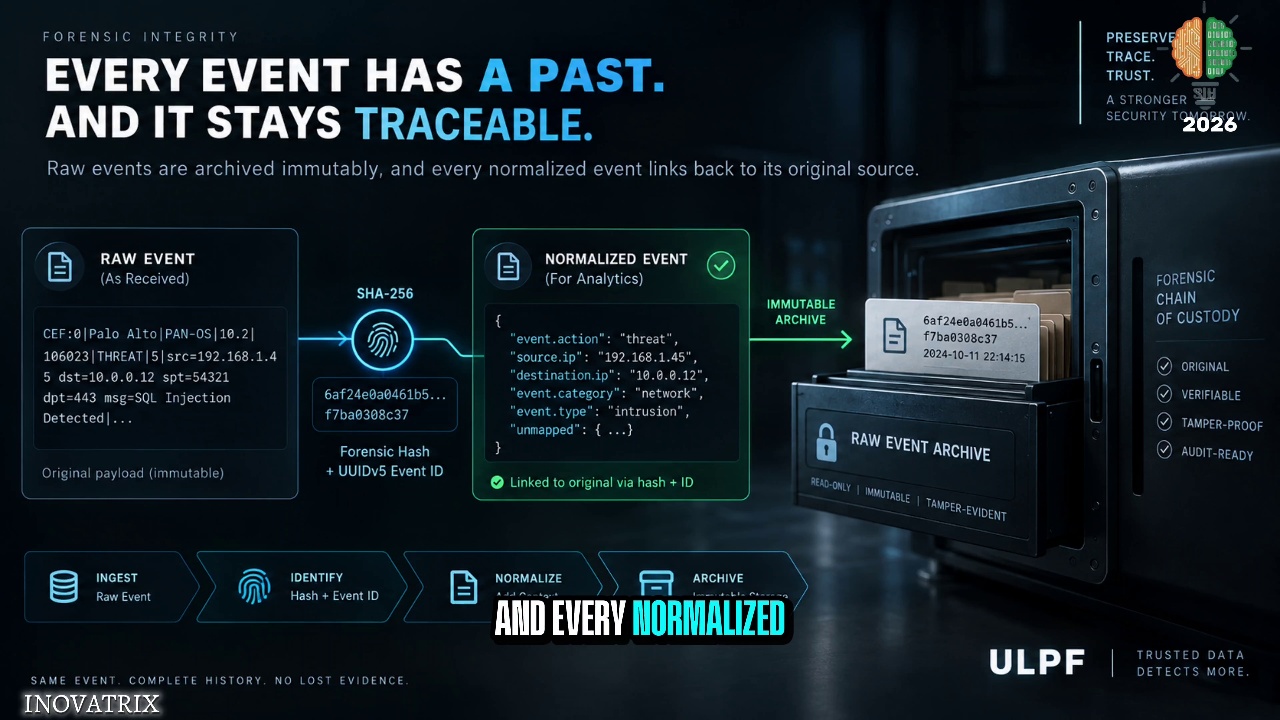 FORENSIC INTEGRITY
EVERY EVENT HAS A PAST.
AND IT STAYS TRACEABLE.
Raw events are archived immutably, and every normalized event links back to its original source.
PRESERVE
TRACE.
TRUST.
A STRONGER
SECURITY TOMORROW.
SIH
2026
RAW EVENT
(As Received)
CEF:0|Palo Alto|PAN-OS|10.2|
106023|THREAT|5|src=192.168.1.4
5 dst=10.0.0.12 spt=54321
dpt=443 msg=SQL Injection
Detected|...
Original payload (immutable)
SHA-256
6af24e0a0461b5...
f7ba0308c37
Forensic Hash
+ UUIDv5 Event ID
NORMALIZED EVENT
(For Analytics)
{
"event.action": "threat",
"source.ip": "192.168.1.45",
"destination.ip": "10.0.0.12",
"event.category": "network",
"event.type": "intrusion",
"unmapped": { ...}
}
Linked to original via hash + ID
IMMUTABLE
ARCHIVE
6af24e0a0461b5...
f7ba0308c37
2024-10-11 22:14:15
RAW EVENT ARCHIVE
READ-ONLY | IMMUTABLE | TAMPER-EVIDENT
FORENSIC
CHAIN
OF CUSTODY
ORIGINAL
VERIFIABLE
TAMPER-PROOF
AUDIT-READY
INGEST
Raw Event
IDENTIFY
Hash + Event ID
NORMALIZE
ARCHIVE
AND EVERY NORMALIZED
ULPF
TRUSTED DATA
DETECTS MORE.
SAME EVENT. COMPLETE HISTORY. NO LOST EVIDENCE.
INOVATRIX